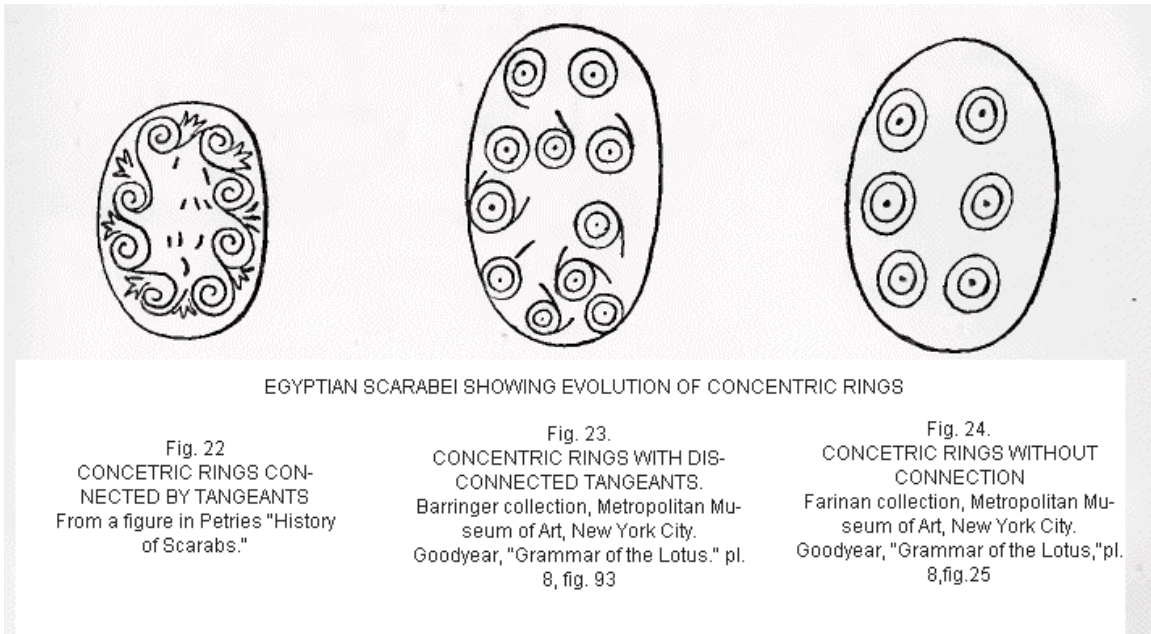 EGYPTIAN SCARABEI SHOWING EVOLUTION OF CONCENTRIC RINGS
Fig. 22
CONCETRIC RINGS CON-
NECTED BY TANGEANTS
From a figure in Petries "History
of Scarabs."
Fig. 23.
CONCENTRIC RINGS WITH DIS-
CONNECTED TANGEANTS.
Barringer collection, Metropolitan Mu-
seum of Art, New York City.
Goodyear, "Grammar of the Lotus." pl.
8, fig. 93
Fig. 24.
CONCETRIC RINGS WITHOUT
CONNECTION
Farinan collection, Metropolitan Mu-
seum of Art, New York City.
Goodyear, "Grammar of the Lotus,"pl.
8,fig.25